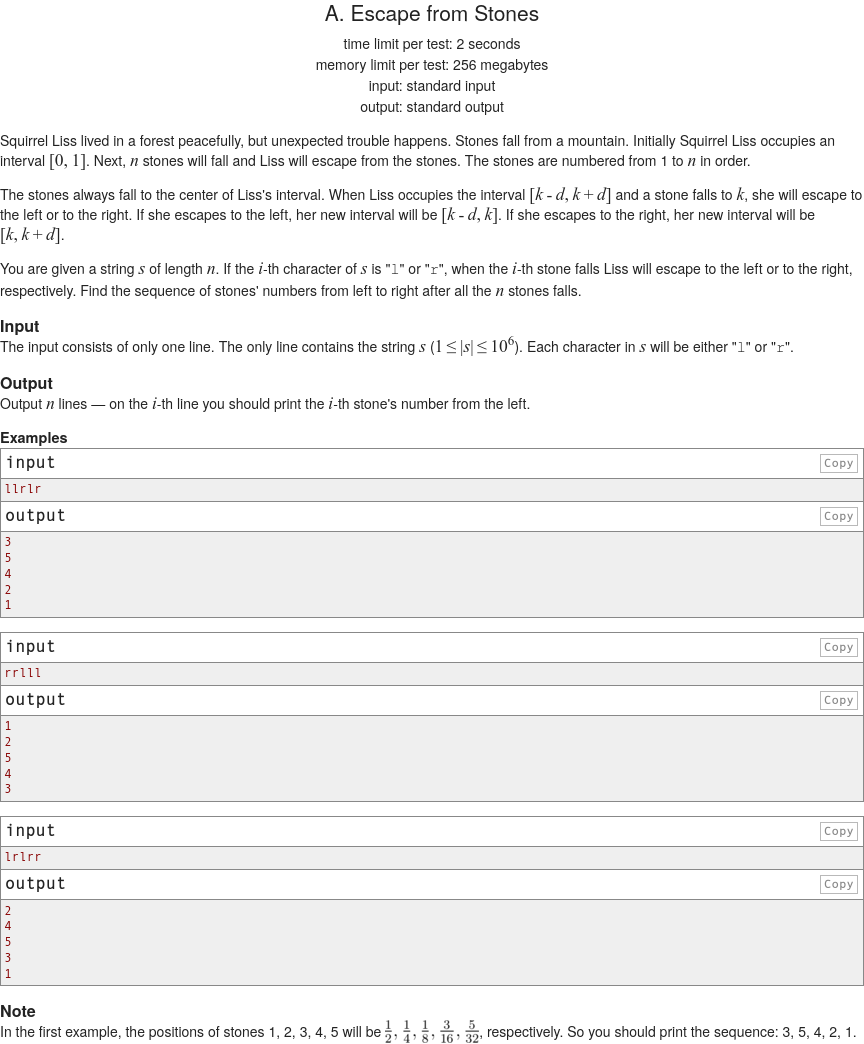 A. Escape from Stones
time limit per test: 2 seconds
memory limit per test: 256 megabytes
input: standard input
output: standard output
Squirrel Liss lived in a forest peacefully, but unexpected trouble happens. Stones fall from a mountain. Initially Squirrel Liss occupies an
interval [0, 1]. Next, n stones will fall and Liss will escape from the stones. The stones are numbered from 1 to n in order.
The stones always fall to the center of Liss's interval. When Liss occupies the interval [k - d, k + d] and a stone falls to k, she will escape to
the left or to the right. If she escapes to the left, her new interval will be [k - d, k]. If she escapes to the right, her new interval will be
[k, k + d].
You are given a string s of length n. If the i-th character of s is "l" or "r", when the i-th stone falls Liss will escape to the left or to the right,
respectively. Find the sequence of stones' numbers from left to right after all the n stones falls.
Input
The input consists of only one line. The only line contains the string s (1 ≤ |s| ≤ 10^6). Each character in s will be either "l" or "r".
Output
Output n lines — on the i-th line you should print the i-th stone's number from the left.
Examples
input Copy
llrlr
output Copy
3
5
4
2
1
input Copy
rrlll
output Copy
1
2
5
4
3
input Copy
lrlrr
output Copy
2
4
5
3
1
Note
In the first example, the positions of stones 1, 2, 3, 4, 5 will be 1/2, 1/4, 1/8, 3/16, 5/32, respectively. So you should print the sequence: 3, 5, 4, 2, 1.